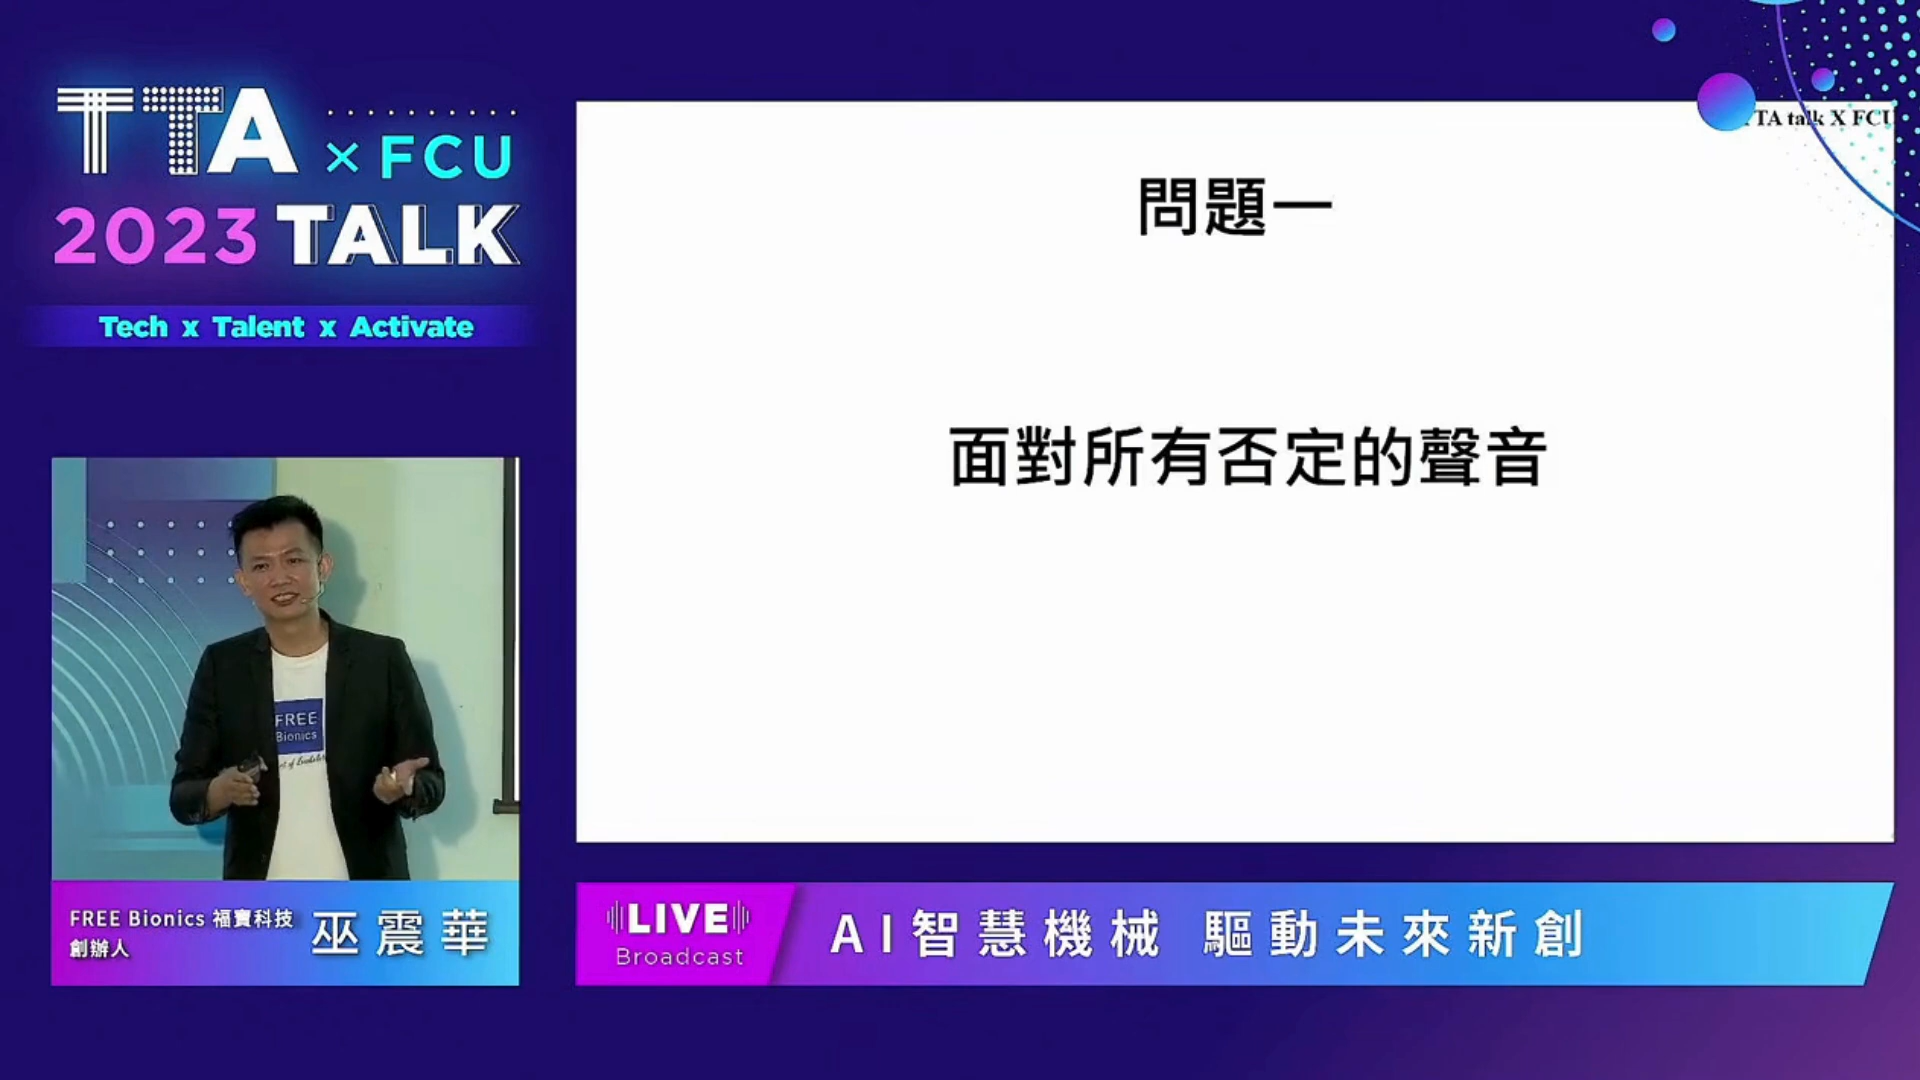 TTA × FCU
2023 TALK
Tech x Talent x Activate
TTA talk X FCU
問題一
面對所有否定的聲音
FREE
Bionics
FREE Bionics 福寶科技
創辦人
巫震華
LIVE
Broadcast
AI智慧機械 驅動未來新創